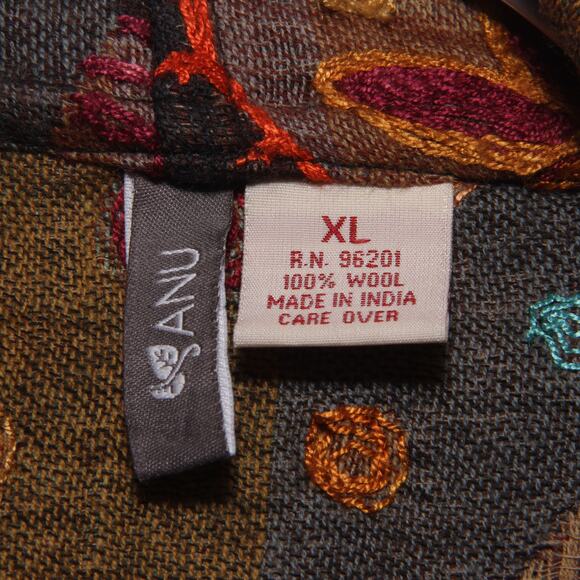 ANU
XL
R.N. 96201
100% WOOL
MADE IN INDIA
CARE OVER